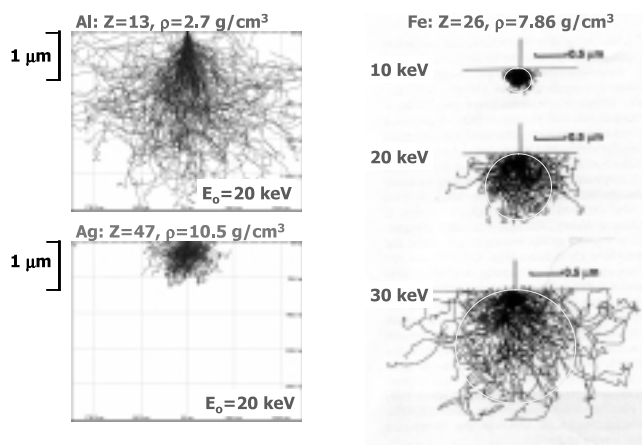 Al: Z=13, ρ=2.7 g/cm³
1 μm
E₀=20 keV
Ag: Z=47, ρ=10.5 g/cm³
1 μm
E₀=20 keV
Fe: Z=26, ρ=7.86 g/cm³
10 keV
0.5 μm
20 keV
0.5 μm
30 keV
0.5 μm